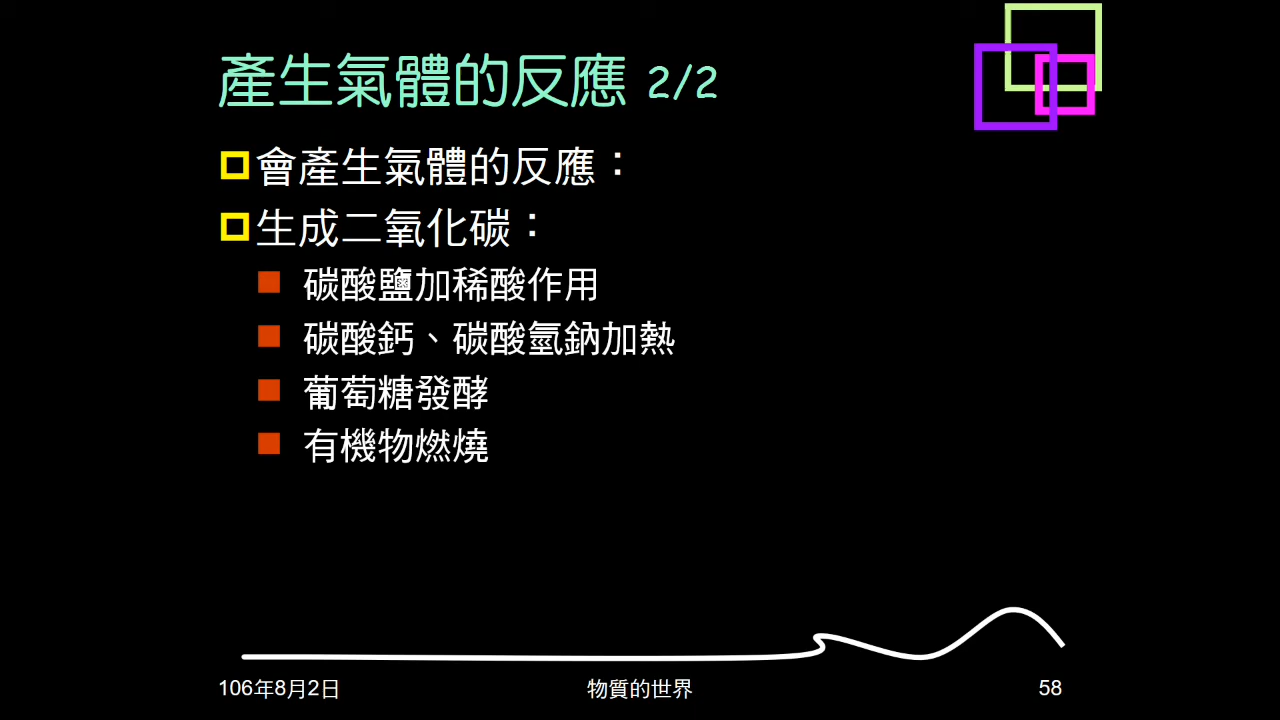 產生氣體的反應 2/2
會產生氣體的反應：
生成二氧化碳：
碳酸鹽加稀酸作用
碳酸鈣、碳酸氫鈉加熱
葡萄糖發酵
有機物燃燒
106年8月2日
物質的世界
58